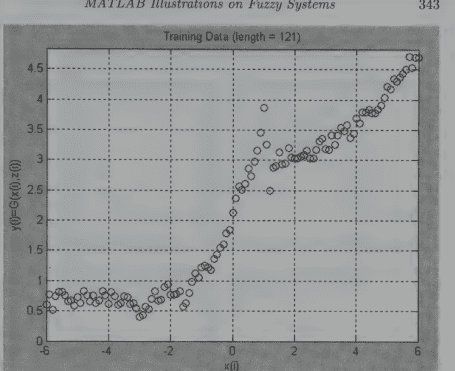 MATLAB Illustrations on Fuzzy Systems 343
Training Data (length = 121)
y(i)=G(x(i),z(i))
4.5
4
3.5
3
2.5
2
1.5
1
0.5
0
-6 -4 -2 0 2 4 6
x(i)